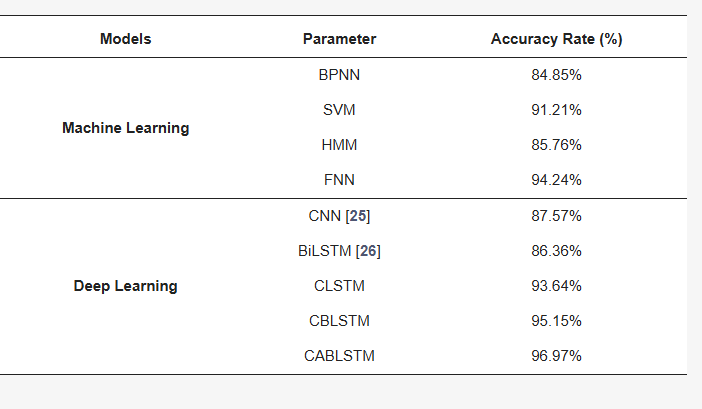 Models Parameter Accuracy Rate (%)
Machine Learning
BPNN 84.85%
SVM 91.21%
HMM 85.76%
FNN 94.24%
Deep Learning
CNN [25] 87.57%
BiLSTM [26] 86.36%
CLSTM 93.64%
CBLSTM 95.15%
CABLSTM 96.97%